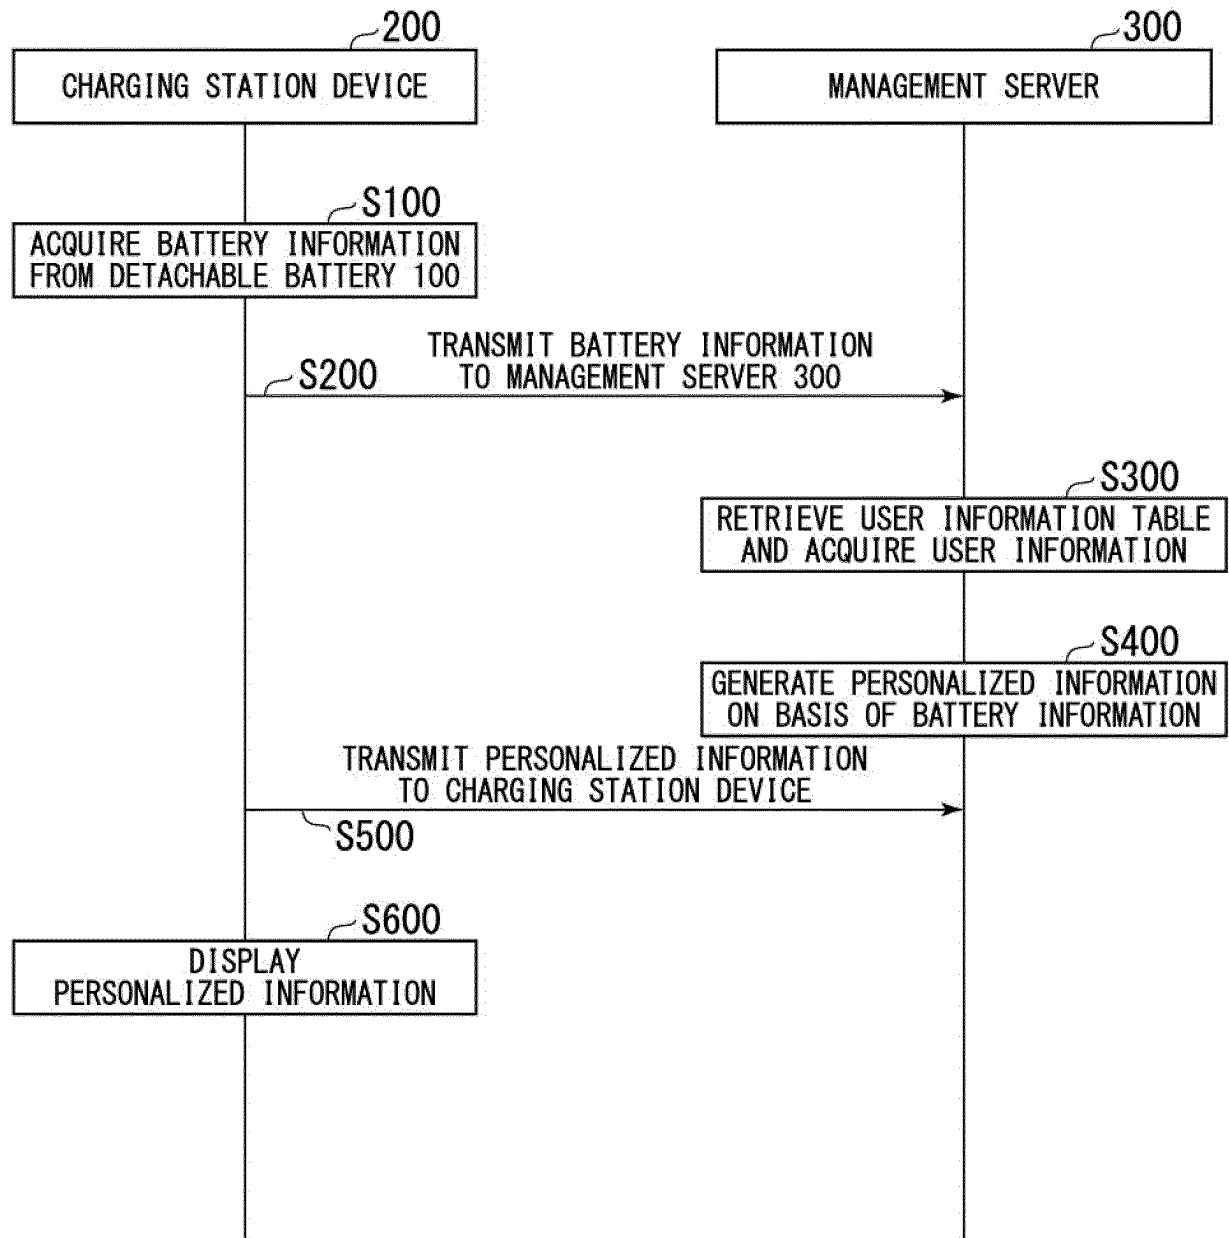 200
300
CHARGING STATION DEVICE
MANAGEMENT SERVER
S100
ACQUIRE BATTERY INFORMATION
FROM DETACHABLE BATTERY 100
TRANSMIT BATTERY INFORMATION
TO MANAGEMENT SERVER 300
S200
S300
RETRIEVE USER INFORMATION TABLE
AND ACQUIRE USER INFORMATION
S400
GENERATE PERSONALIZED INFORMATION
ON BASIS OF BATTERY INFORMATION
TRANSMIT PERSONALIZED INFORMATION
TO CHARGING STATION DEVICE
S500
S600
DISPLAY
PERSONALIZED INFORMATION